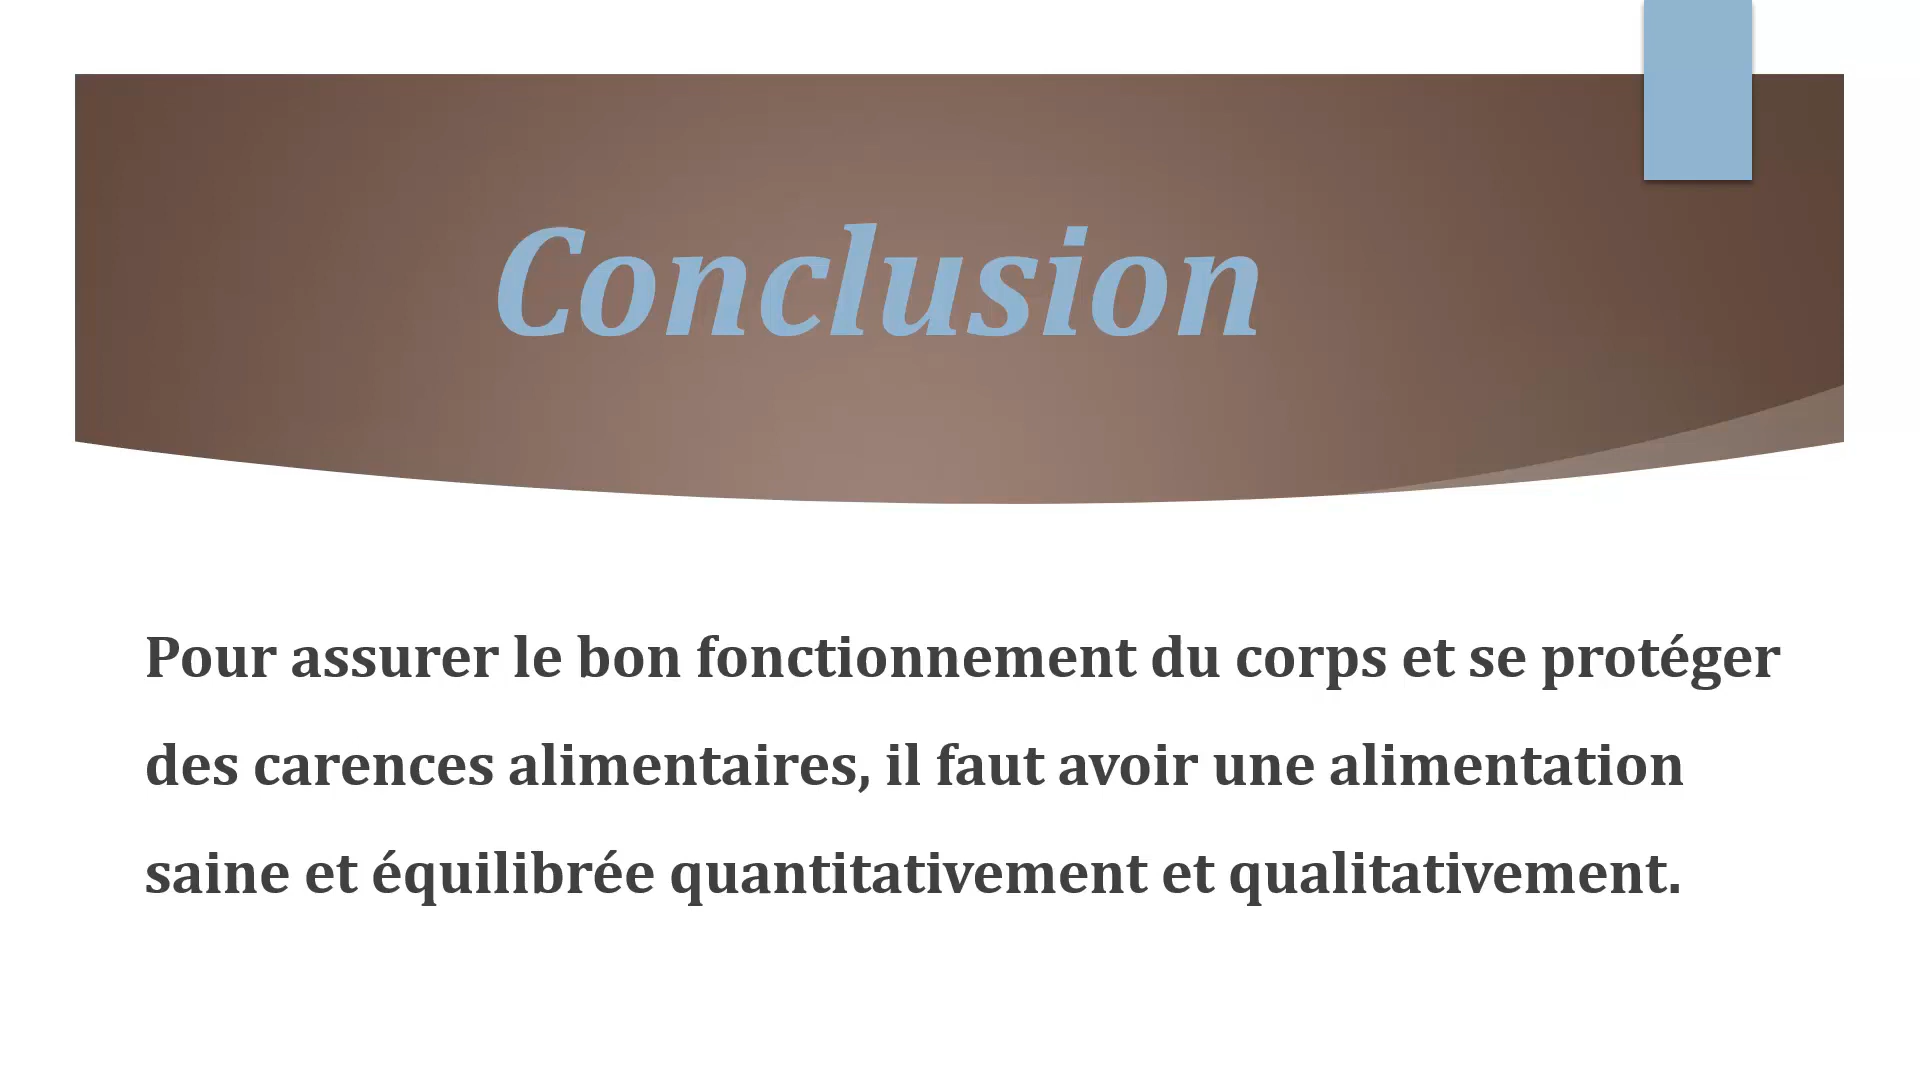 Conclusion
Pour assurer le bon fonctionnement du corps et se protéger
des carences alimentaires, il faut avoir une alimentation
saine et équilibrée quantitativement et qualitativement.